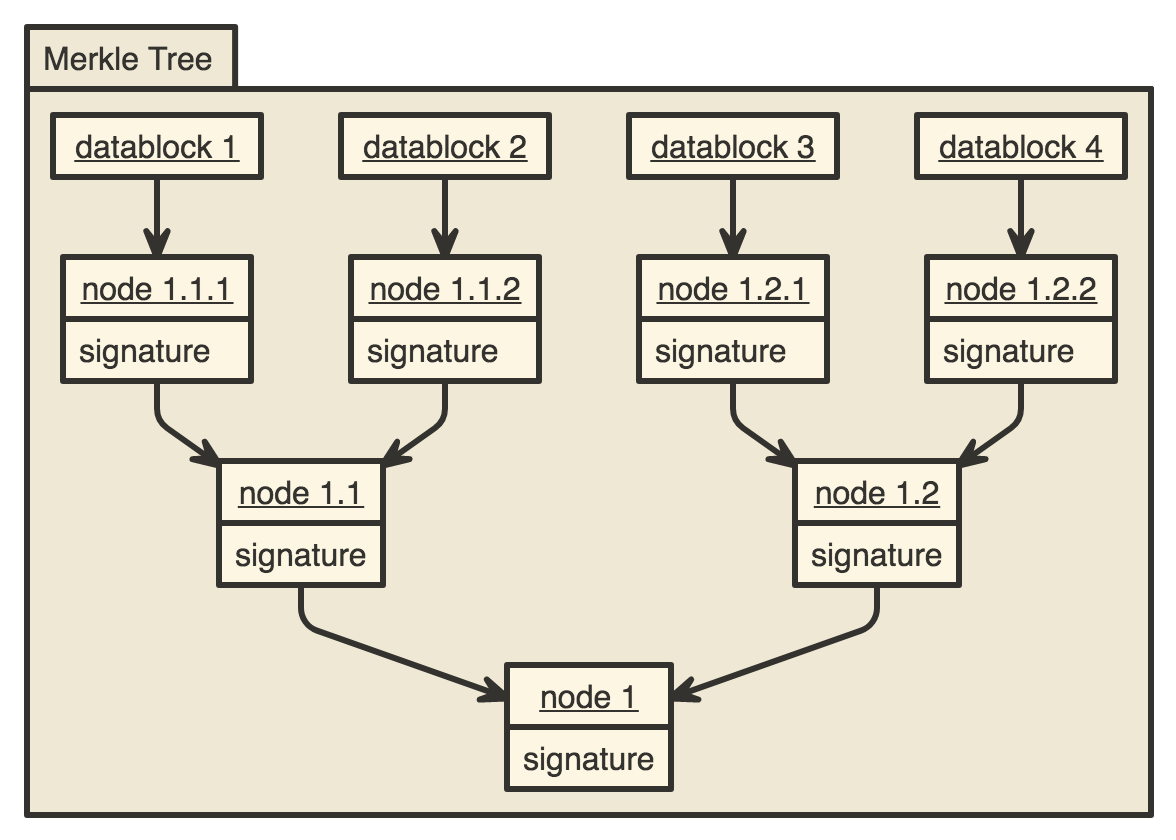 Merkle Tree
datablock 1
datablock 2
datablock 3
datablock 4
node 1.1.1
node 1.1.2
node 1.2.1
node 1.2.2
signature
signature
signature
signature
node 1.1
node 1.2
signature
signature
node 1
signature